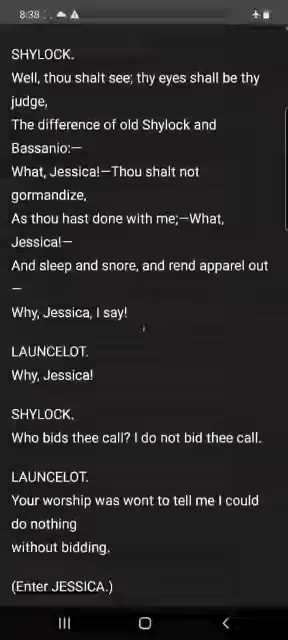 8:38
SHYLOCK.
Well, thou shalt see; thy eyes shall be thy
judge,
The difference of old Shylock and
Bassanio:—
What, Jessica!—Thou shalt not
gormandize,
As thou hast done with me;—What,
Jessica!—
And sleep and snore, and rend apparel out
—
Why, Jessica, I say!
LAUNCELOT.
Why, Jessica!
SHYLOCK.
Who bids thee call? I do not bid thee call.
LAUNCELOT.
Your worship was wont to tell me I could
do nothing
without bidding.
(Enter JESSICA.)